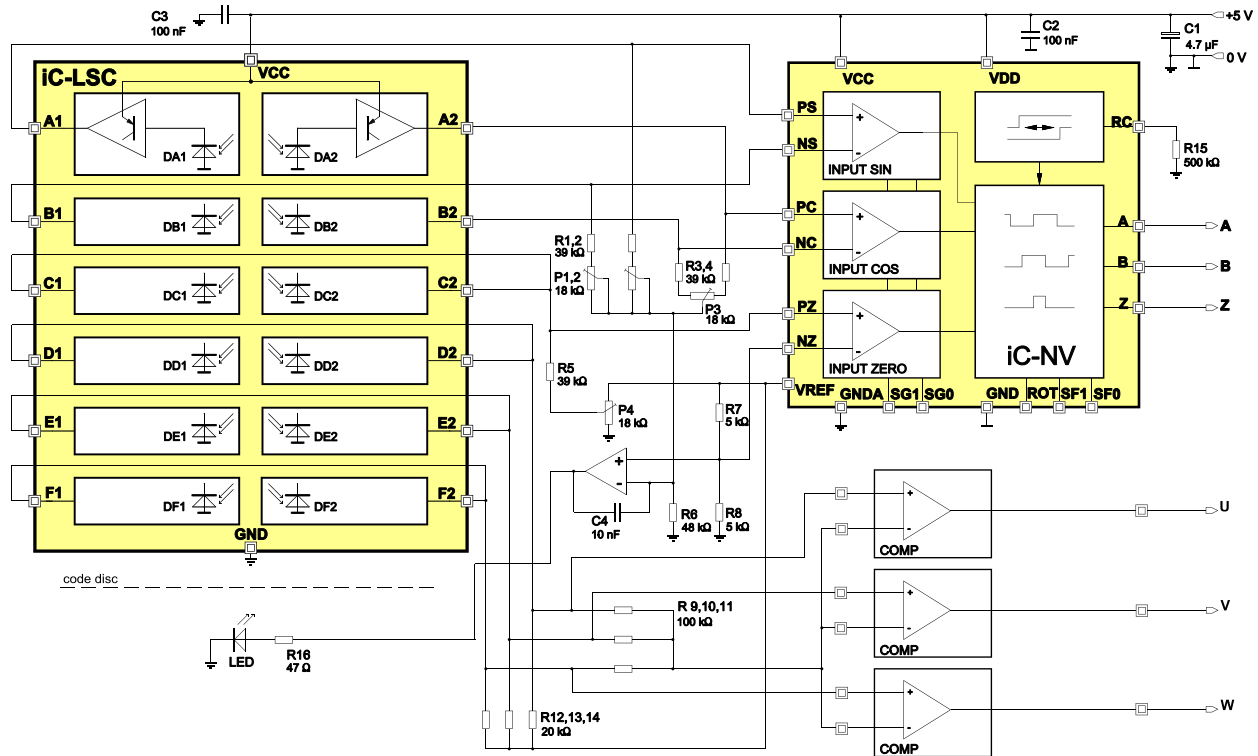 C3
100 nF
+5 V
C2
100 nF
C1
4.7 µF
0 V
iC-LSC
VCC
VCC
VDD
A1
DA1
DA2
A2
PS
NS
+
-
INPUT SIN
RC
R15
500 kΩ
B1
DB1
DB2
B2
R1,2
39 kΩ
P1,2
18 kΩ
R3,4
39 kΩ
P3
18 kΩ
PC
NC
+
-
INPUT COS
A
A
B
B
Z
Z
C1
DC1
DC2
C2
PZ
NZ
+
-
INPUT ZERO
iC-NV
D1
DD1
DD2
D2
R5
39 kΩ
VREF
GNDA
SG1
SG0
GND
ROT
SF1
SF0
P4
18 kΩ
R7
5 kΩ
E1
DE1
DE2
E2
+
-
C4
10 nF
R6
48 kΩ
R8
5 kΩ
F1
DF1
DF2
F2
GND
+
-
COMP
U
code disc
+
-
COMP
V
R 9,10,11
100 kΩ
LED
R16
47 Ω
+
-
COMP
W
R12,13,14
20 kΩ